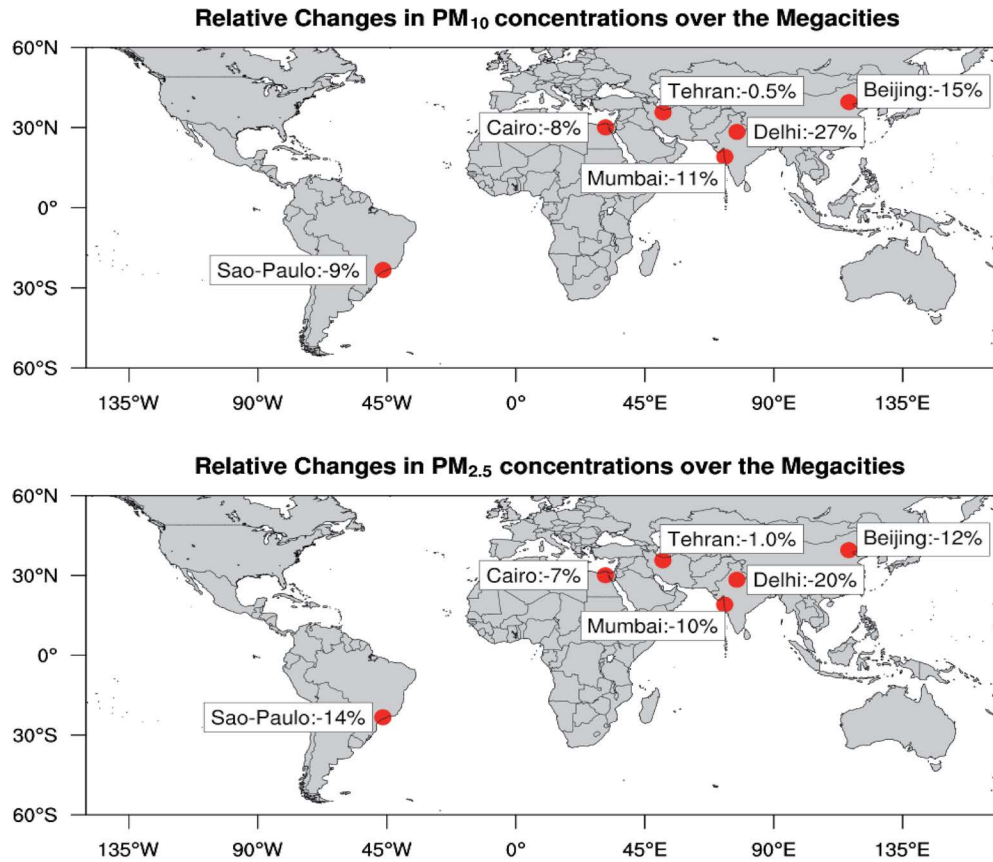 Relative Changes in PM₁₀ concentrations over the Megacities
60°N
Tehran:-0.5%
Beijing:-15%
30°N
Cairo:-8%
Delhi:-27%
Mumbai:-11%
0°
Sao-Paulo:-9%
30°S
60°S
135°W 90°W 45°W 0° 45°E 90°E 135°E
Relative Changes in PM₂.₅ concentrations over the Megacities
60°N
Tehran:-1.0%
Beijing:-12%
30°N
Cairo:-7%
Delhi:-20%
Mumbai:-10%
0°
Sao-Paulo:-14%
30°S
60°S
135°W 90°W 45°W 0° 45°E 90°E 135°E